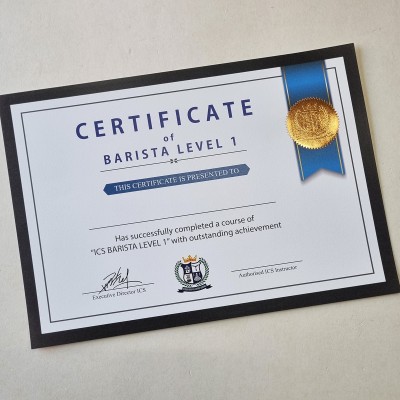 CERTIFICATE
of
BARISTA LEVEL 1
THIS CERTIFICATE IS PRESENTED TO
Has successfully completed a course of
"ICS BARISTA LEVEL 1" with outstanding achievement
Executive Director ICS
Authorised ICS Instructor